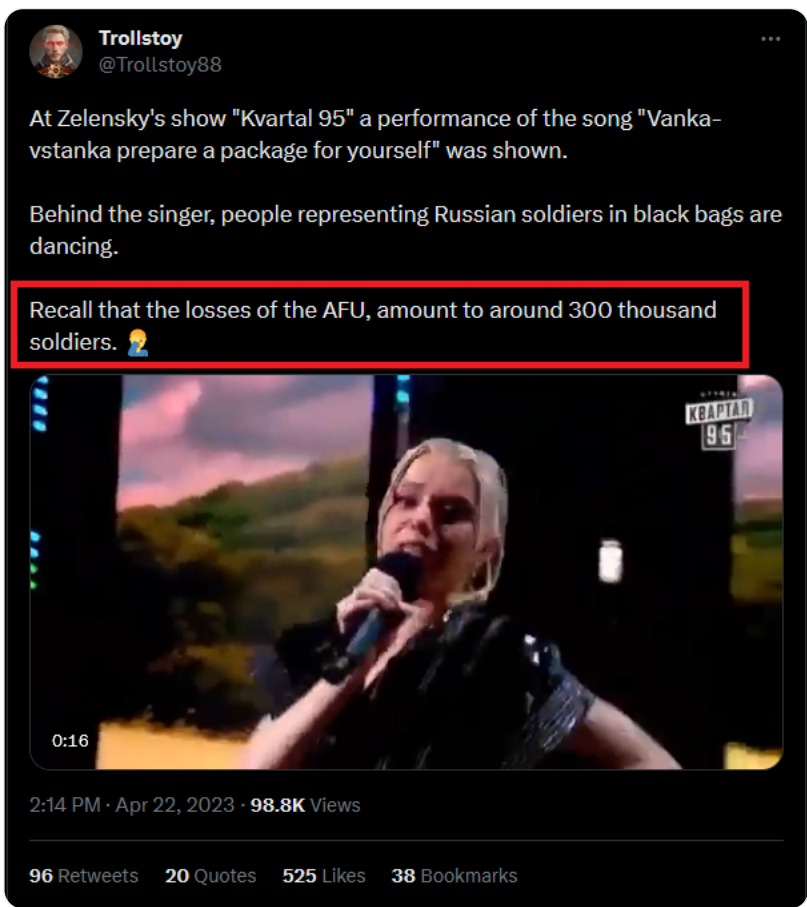 Trollstoy
@Trollstoy88
At Zelensky's show "Kvartal 95" a performance of the song "Vanka-
vstanka prepare a package for yourself" was shown.
Behind the singer, people representing Russian soldiers in black bags are
dancing.
Recall that the losses of the AFU, amount to around 300 thousand
soldiers. 🤦‍♂️
КВАРТАЛ
95
0:16
2:14 PM · Apr 22, 2023 · 98.8K Views
96 Retweets 20 Quotes 525 Likes 38 Bookmarks